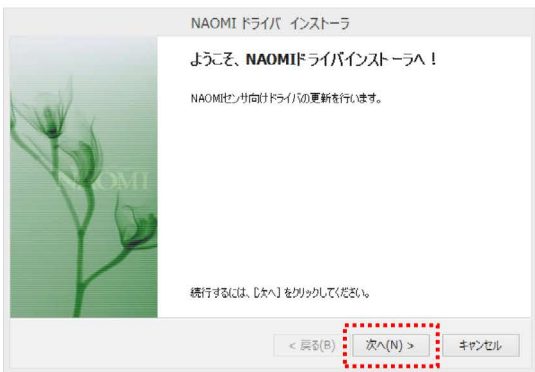 NAOMI ドライバ インストーラ
ようこそ、NAOMIドライバインストーラへ！
NAOMIセンサ向けドライバの更新を行います。
NAOMI
続行するには、[次へ] をクリックしてください。
< 戻る(B)
次へ(N) >
キャンセル